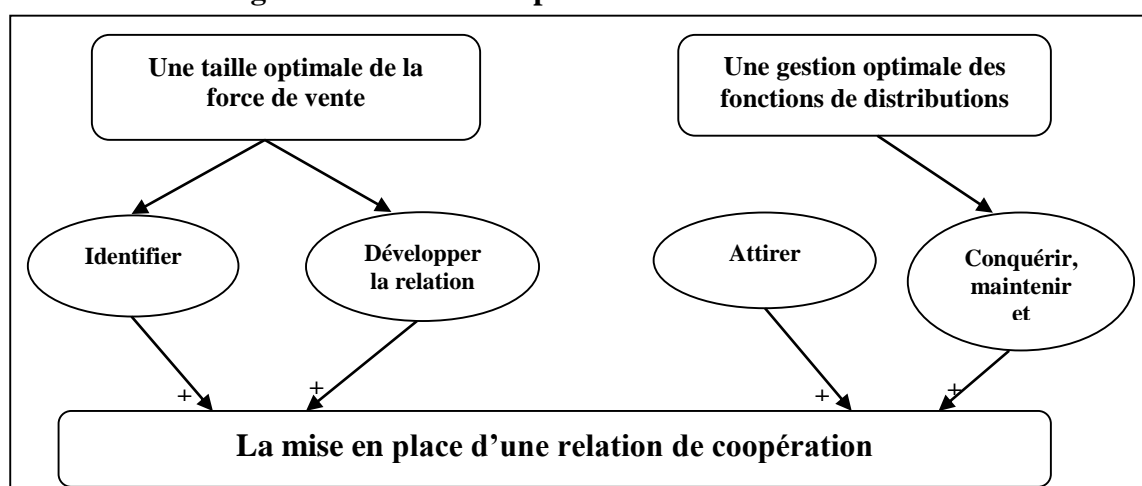 Une taille optimale de la
force de vente
Une gestion optimale des
fonctions de distributions
Identifier
Développer
la relation
Attirer
Conquérir,
maintenir
et
+
+
+
+
La mise en place d’une relation de coopération